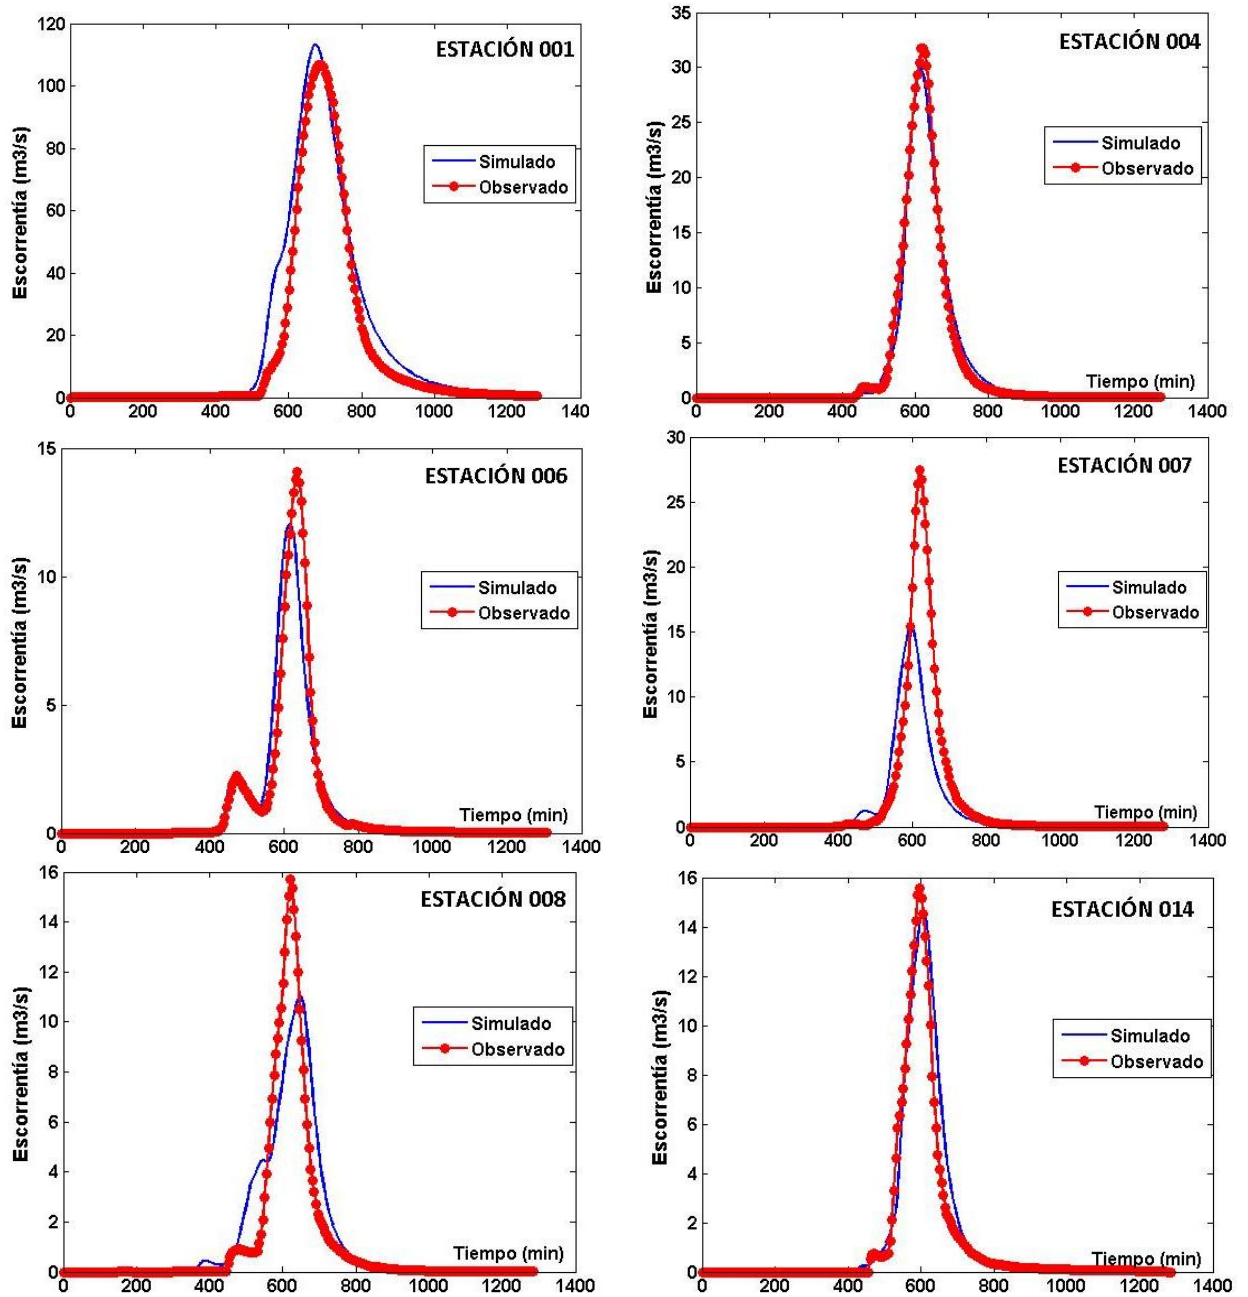 ESTACIÓN 001
Escorrentía (m3/s)
120
100
80
60
40
20
0
Simulado
Observado
0 200 400 600 800 1000 1200 140
ESTACIÓN 004
Escorrentía (m3/s)
35
30
25
20
15
10
5
0
Simulado
Observado
Tiempo (min)
0 200 400 600 800 1000 1200 1400
ESTACIÓN 006
Escorrentía (m3/s)
15
10
5
0
Simulado
Observado
Tiempo (min)
0 200 400 600 800 1000 1200 1400
ESTACIÓN 007
Escorrentía (m3/s)
30
25
20
15
10
5
0
Simulado
Observado
Tiempo (min)
0 200 400 600 800 1000 1200 1400
ESTACIÓN 008
Escorrentía (m3/s)
16
14
12
10
8
6
4
2
0
Simulado
Observado
Tiempo (min)
0 200 400 600 800 1000 1200 1400
ESTACIÓN 014
Escorrentía (m3/s)
16
14
12
10
8
6
4
2
0
Simulado
Observado
Tiempo (min)
0 200 400 600 800 1000 1200 1400